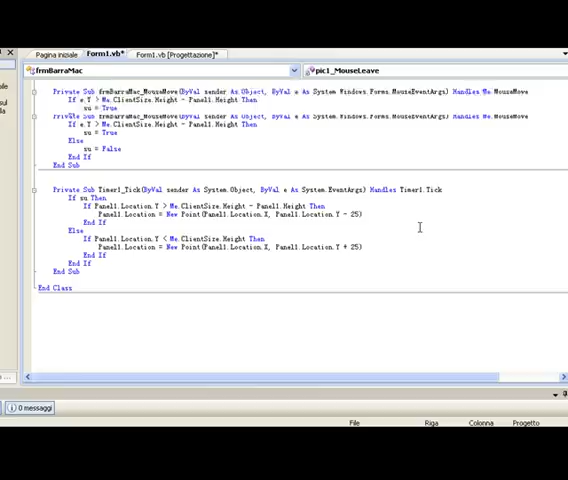 Pagina iniziale Form1.vb* Form1.vb [Progettazione]*
frmBarraMac pic1_MouseLeave
Private Sub frmBarraMac_MouseMove(ByVal sender As Object, ByVal e As System.Windows.Forms.MouseEventArgs) Handles Me.MouseMove
If e.Y > Me.ClientSize.Height - Panel1.Height Then
su = True
Private Sub frmBarraMac_MouseMove(ByVal sender As Object, ByVal e As System.Windows.Forms.MouseEventArgs) Handles Me.MouseMove
If e.Y > Me.ClientSize.Height - Panel1.Height Then
su = True
Else
su = False
End If
End Sub
Private Sub Timer1_Tick(ByVal sender As System.Object, ByVal e As System.EventArgs) Handles Timer1.Tick
If su Then
If Panel1.Location.Y > Me.ClientSize.Height - Panel1.Height Then
Panel1.Location = New Point(Panel1.Location.X, Panel1.Location.Y - 25)
End If
Else
If Panel1.Location.Y < Me.ClientSize.Height Then
Panel1.Location = New Point(Panel1.Location.X, Panel1.Location.Y + 25)
End If
End If
End Sub
End Class
0 messaggi
File Riga Colonna Progetto